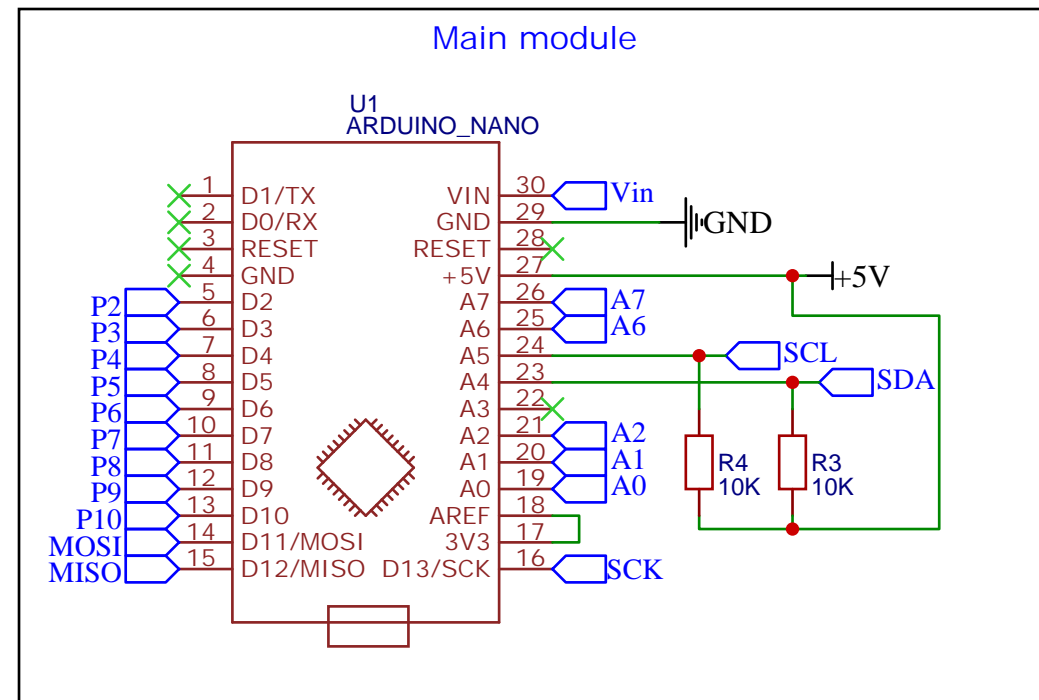 Main module
U1
ARDUINO_NANO
1 D1/TX VIN 30 Vin
2 D0/RX GND 29 GND
3 RESET RESET 28
4 GND +5V 27 +5V
P2 5 D2 A7 26 A7
P3 6 D3 A6 25 A6
P4 7 D4 A5 24 SCL
P5 8 D5 A4 23 SDA
P6 9 D6 A3 22
P7 10 D7 A2 21 A2
P8 11 D8 A1 20 A1
P9 12 D9 A0 19 A0
P10 13 D10 AREF 18
MOSI 14 D11/MOSI 3V3 17
MISO 15 D12/MISO D13/SCK 16 SCK
R4 R3
10K 10K